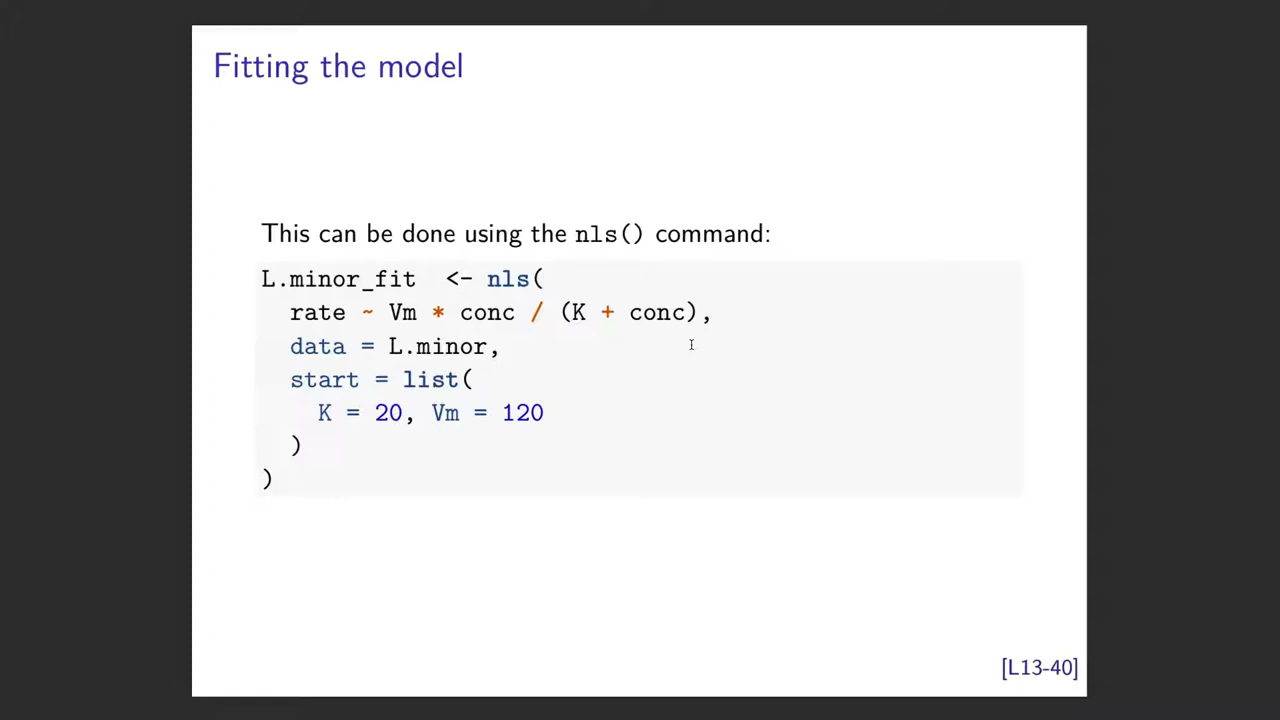 Fitting the model
This can be done using the nls() command:
L.minor_fit  <- nls(
  rate ~ Vm * conc / (K + conc),
  data = L.minor,
  start = list(
    K = 20, Vm = 120
  )
)
[L13-40]